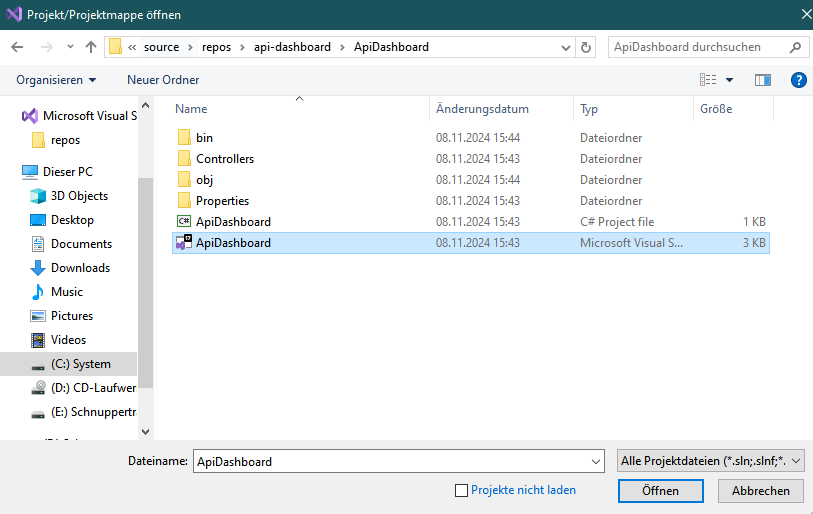 Projekt/Projektmappe öffnen
« source › repos › api-dashboard › ApiDashboard
ApiDashboard durchsuchen
Organisieren
Neuer Ordner
Microsoft Visual S
repos
Dieser PC
3D Objects
Desktop
Documents
Downloads
Music
Pictures
Videos
(C:) System
(D:) CD-Laufwer
(E:) Schnuppertra
Name Änderungsdatum Typ Größe
bin 08.11.2024 15:44 Dateiordner
Controllers 08.11.2024 15:43 Dateiordner
obj 08.11.2024 15:44 Dateiordner
Properties 08.11.2024 15:43 Dateiordner
C# ApiDashboard 08.11.2024 15:43 C# Project file 1 KB
17 ApiDashboard 08.11.2024 15:43 Microsoft Visual S... 3 KB
Dateiname: ApiDashboard
Alle Projektdateien (*.sln;.slnf;*.
Projekte nicht laden
Öffnen
Abbrechen